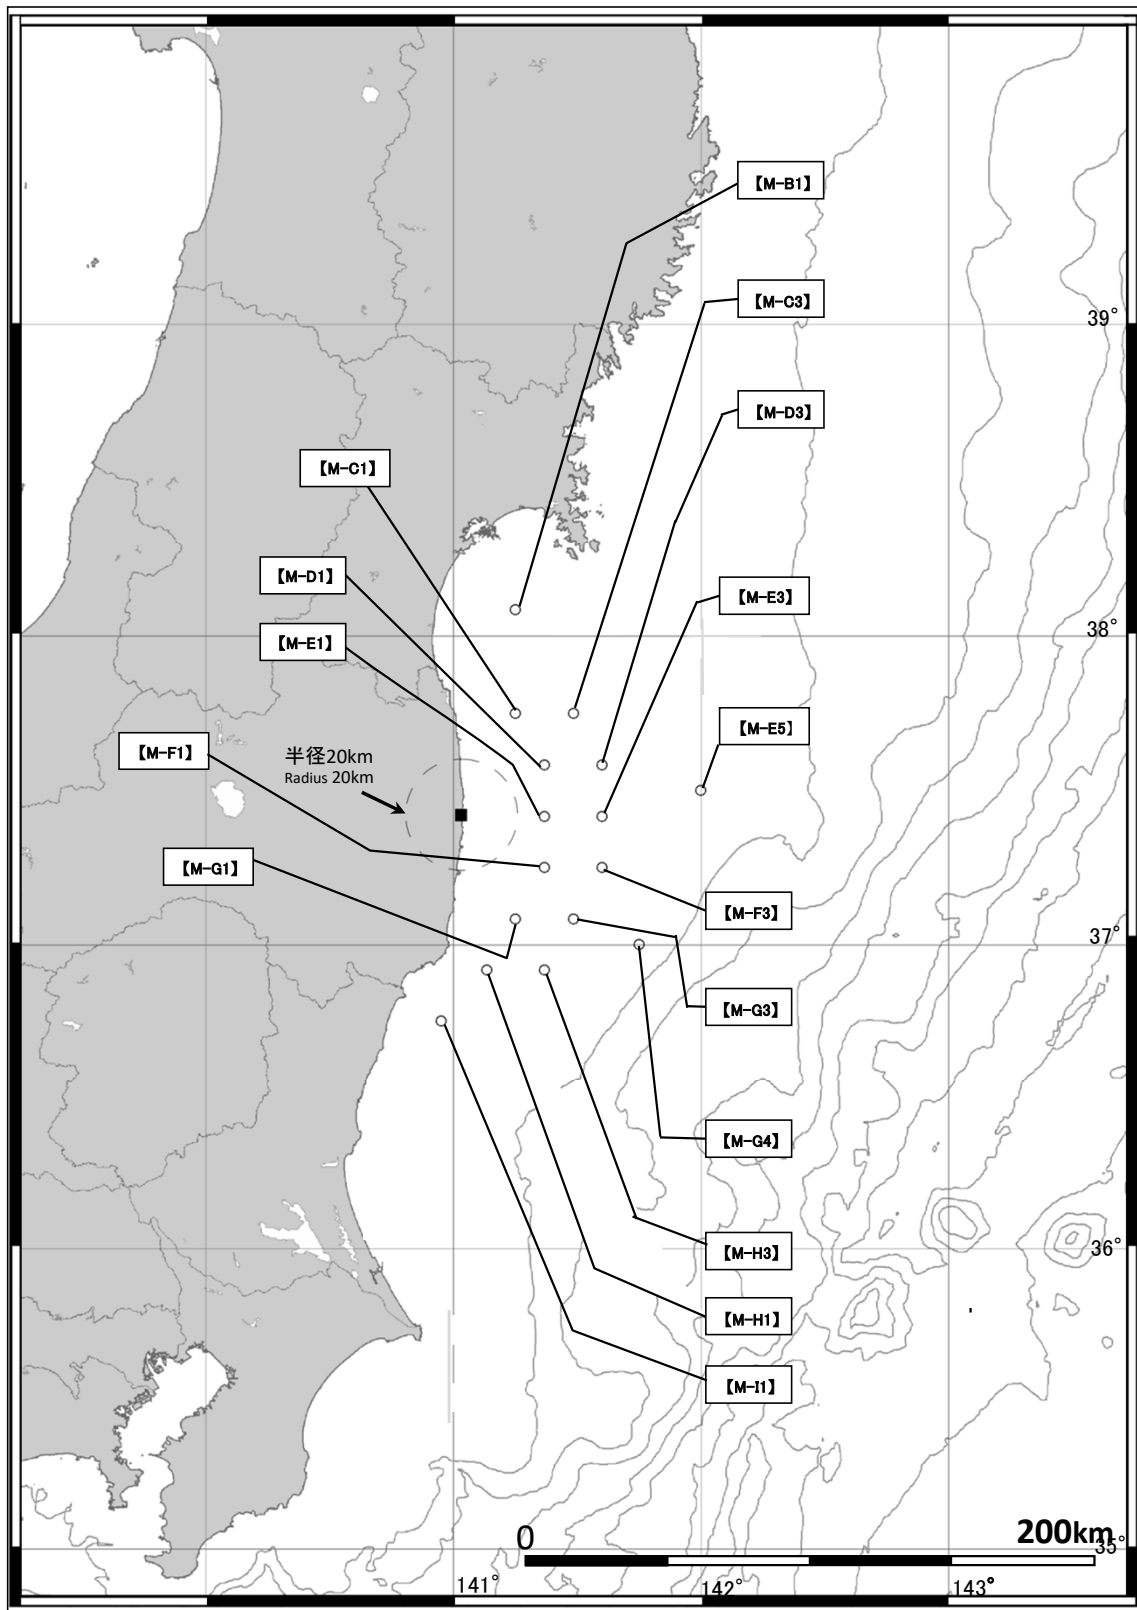 【M-B1】
【M-C3】
39°
【M-D3】
【M-C1】
【M-D1】
【M-E3】
【M-E1】
38°
【M-E5】
【M-F1】
半径20km
Radius 20km
【M-G1】
【M-F3】
37°
【M-G3】
【M-G4】
【M-H3】
36°
【M-H1】
【M-I1】
0
200km
35°
141°
142°
143°